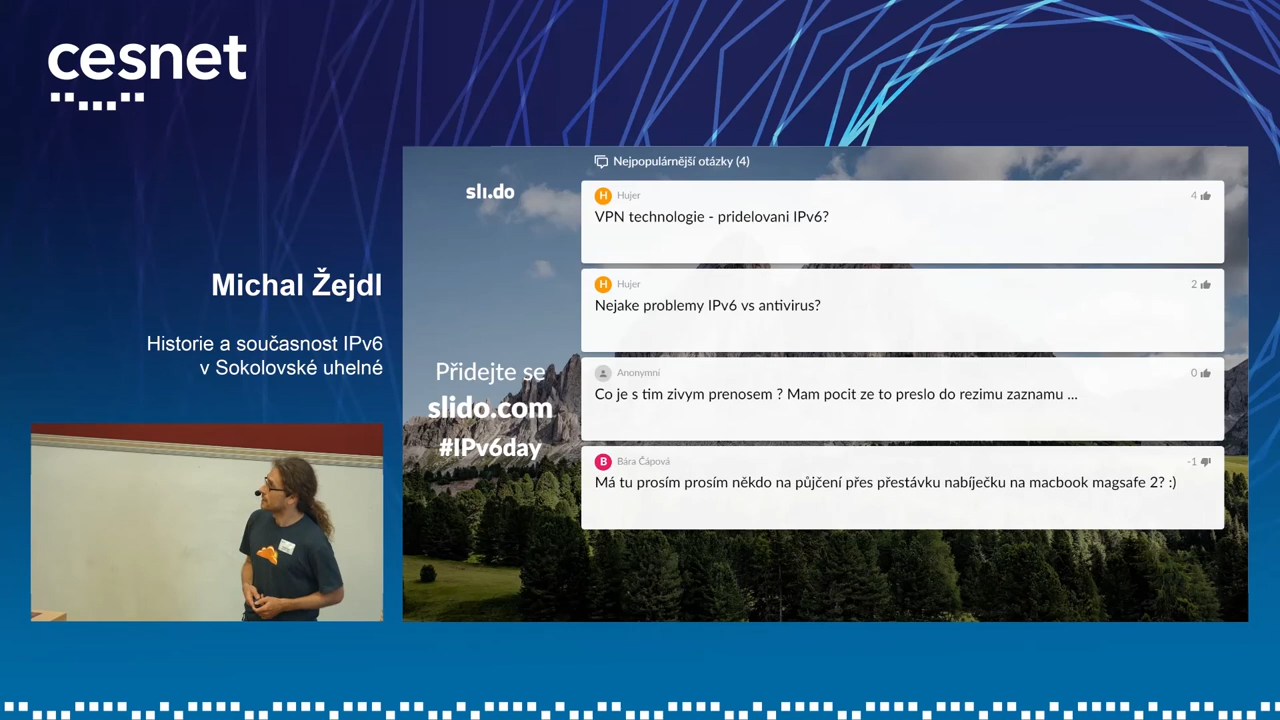 cesnet
Michal Žejdl
Historie a současnost IPv6
v Sokolovské uhelné
sli.do
Přidejte se
slido.com
#IPv6day
Nejpopulárnější otázky (4)
H Hujer 4
VPN technologie - pridelovani IPv6?
H Hujer 2
Nejake problemy IPv6 vs antivirus?
Anonymní 0
Co je s tim zivym prenosem ? Mam pocit ze to preslo do rezimu zaznamu ...
B Bára Čápová -1
Má tu prosím prosím někdo na půjčení přes přestávku nabíječku na macbook magsafe 2? :)